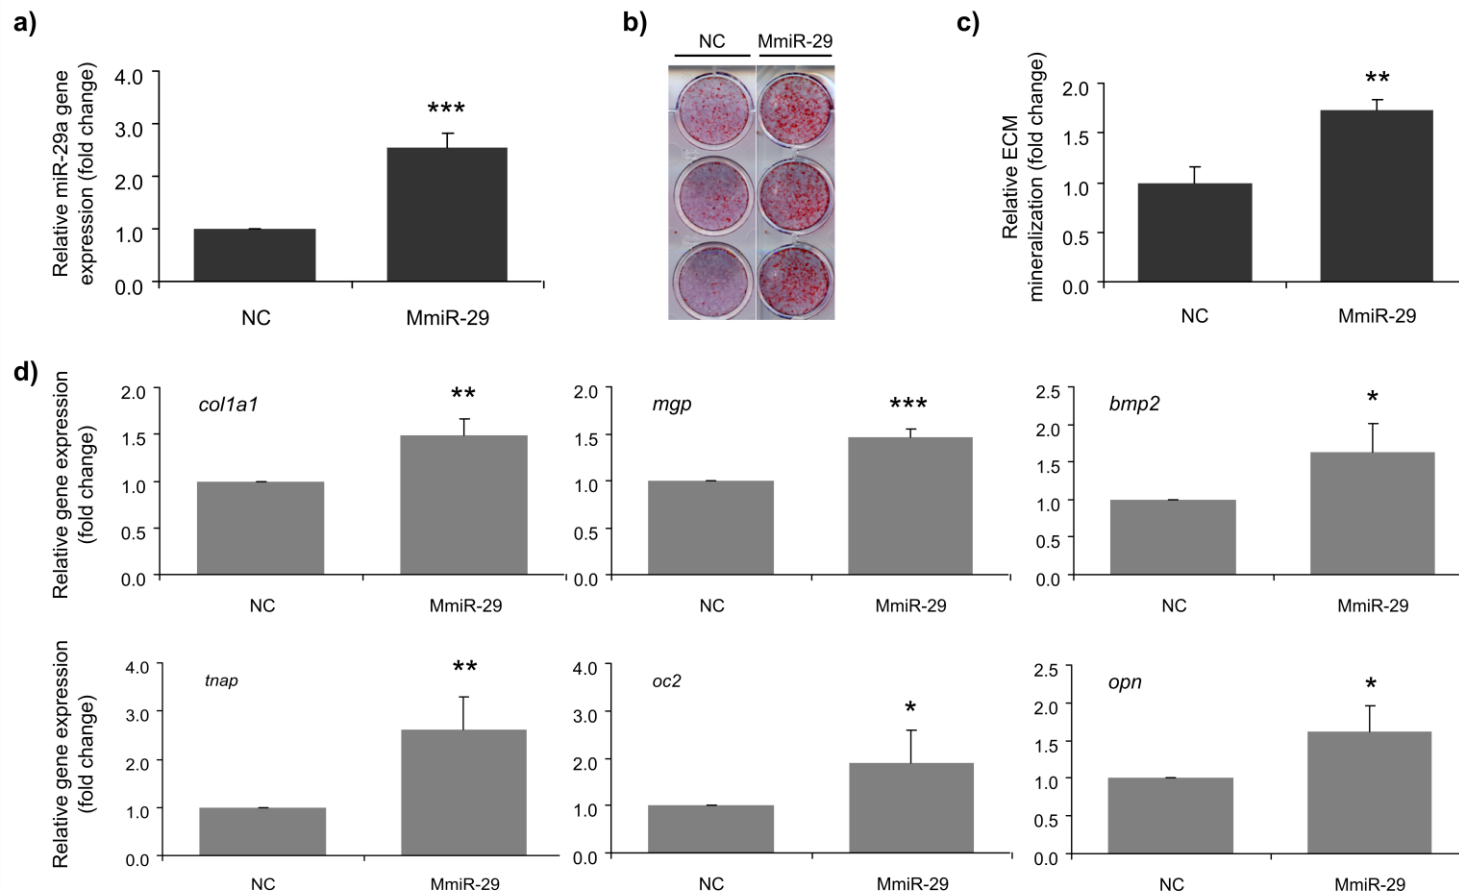 a)
Relative miR-29a gene
expression (fold change)
4.0
3.0
2.0
1.0
0.0
***
NC
MmiR-29
b)
NC
MmiR-29
c)
Relative ECM
mineralization (fold change)
2.0
1.5
1.0
0.5
0.0
**
NC
MmiR-29
d)
Relative gene expression
(fold change)
2.0
1.5
1.0
0.5
0.0
col1a1
**
NC
MmiR-29
2.0
1.5
1.0
0.5
0.0
mgp
***
NC
MmiR-29
2.5
2.0
1.5
1.0
0.5
0.0
bmp2
*
NC
MmiR-29
Relative gene expression
(fold change)
4.0
3.0
2.0
1.0
0.0
tnap
**
NC
MmiR-29
4.0
3.0
2.0
1.0
0.0
oc2
*
NC
MmiR-29
2.5
2.0
1.5
1.0
0.5
0.0
opn
*
NC
MmiR-29